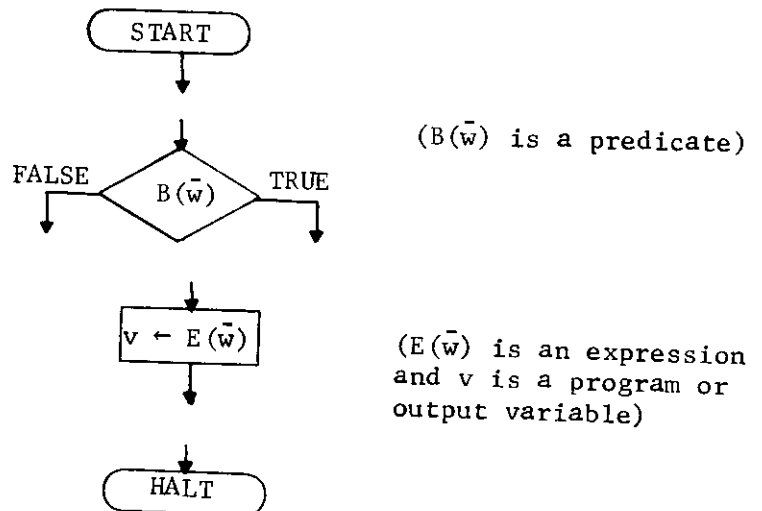 START
(B(w̄) is a predicate)
FALSE
TRUE
B(w̄)
v ← E(w̄)
(E(w̄) is an expression
and v is a program or
output variable)
HALT